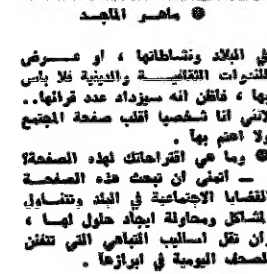 ❋ ماهر الماجد
في البلاد ونشاطاتها ، او عرض
للندوات الثقافية والدينية فلا باس
بها ، فاظن انه سيزداد عدد قرائها..
لانني انا شخصيا اقلب صفحة المجتمع
ولا اهتم بها .
❋ وما هي اقتراحاتك لهذه الصفحة؟
ــ اتمنى ان تبحث هذه الصفحة
القضايا الاجتماعية في البلد وتتناول
المشاكل ومحاولة ايجاد حلول لها ،
وان تقل اساليب التباهي التي تتفنن
الصحف اليومية في ابرازها .